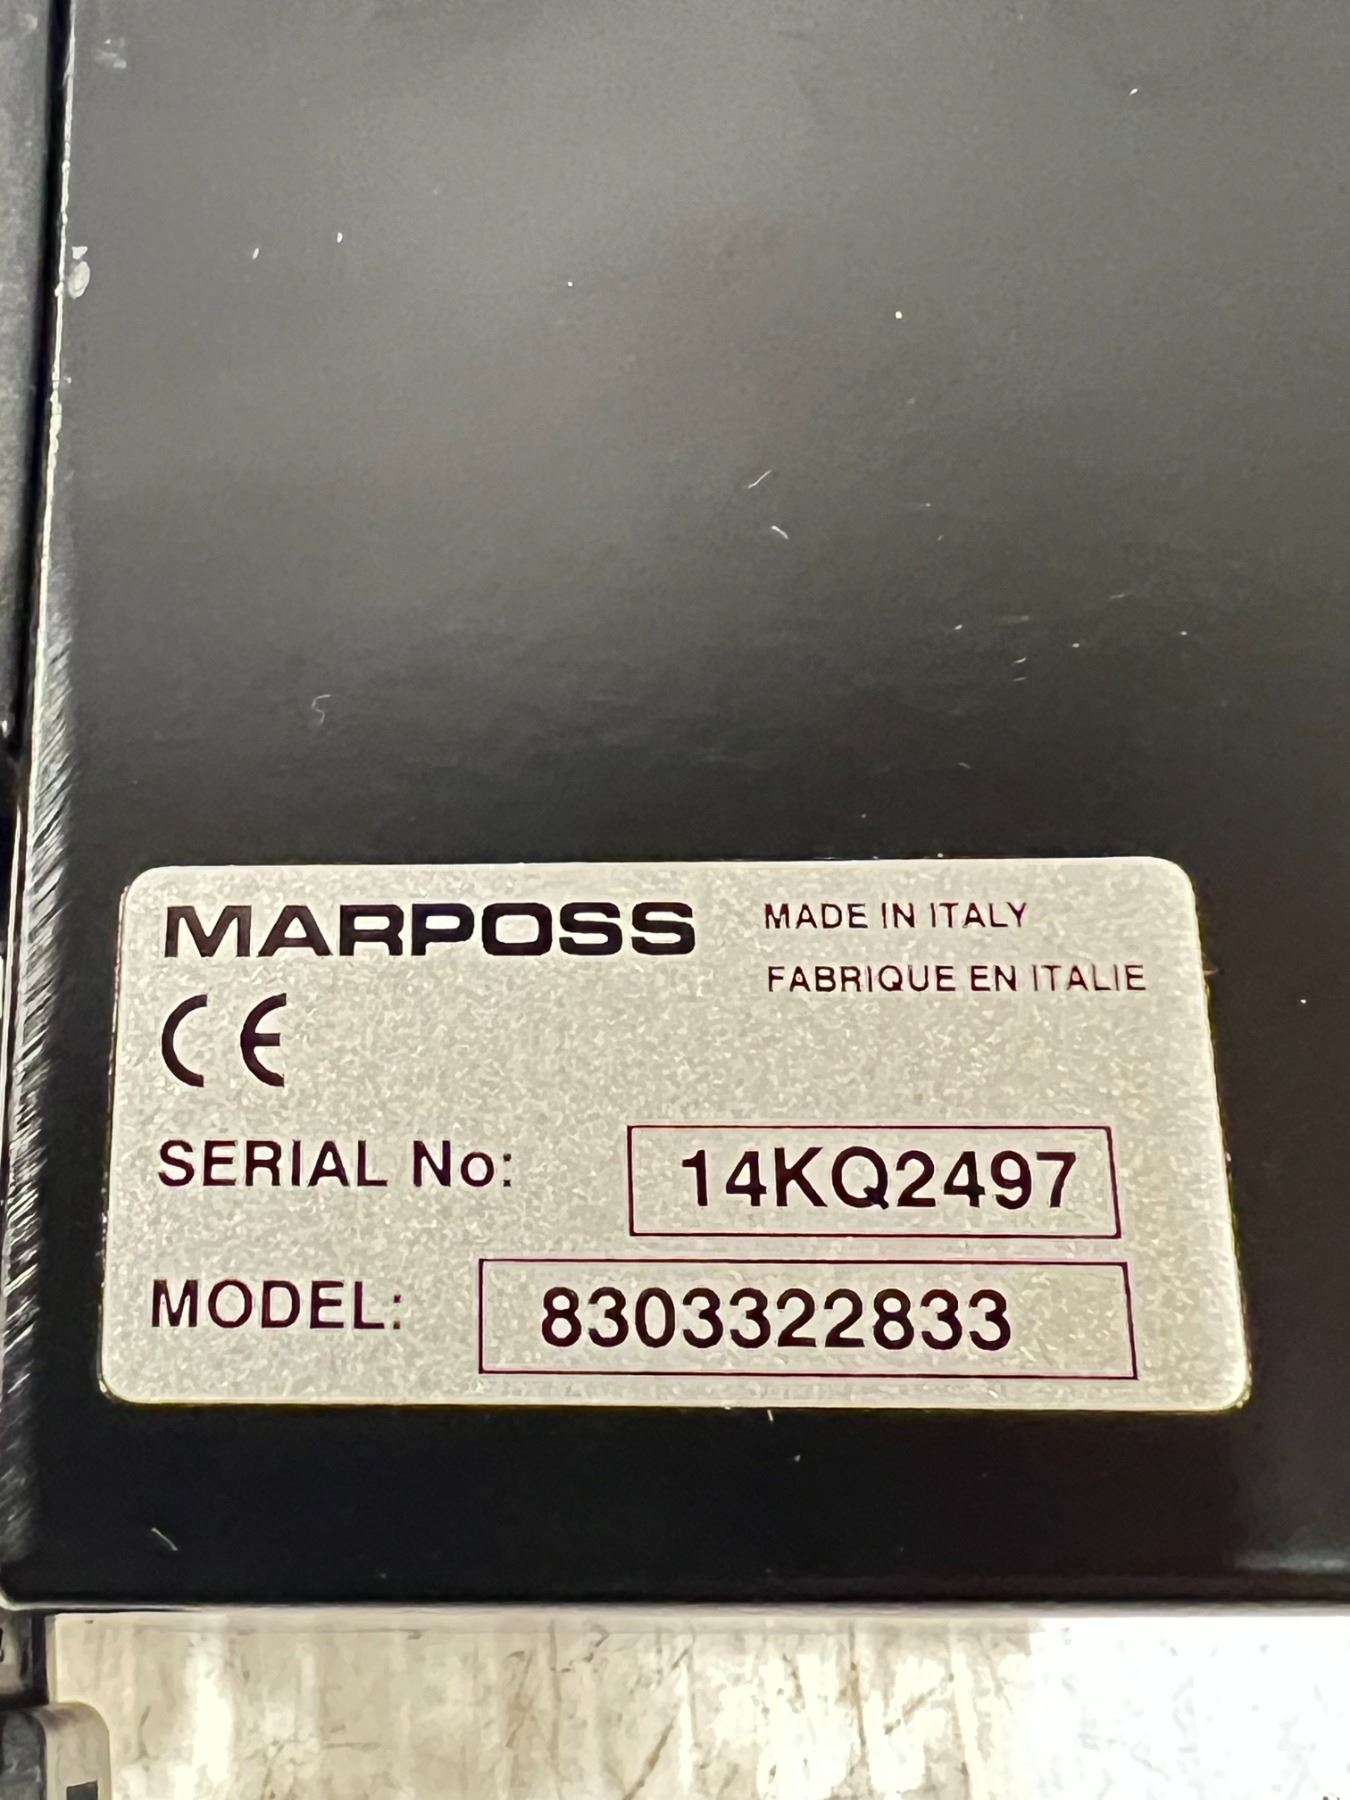 MARPOSS
MADE IN ITALY
FABRIQUE EN ITALIE
CE
SERIAL No: 14KQ2497
MODEL: 8303322833